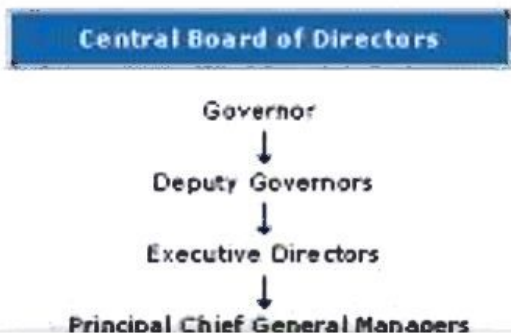 Central Board of Directors
Governor
Deputy Governors
Executive Directors
Principal Chief General Managers